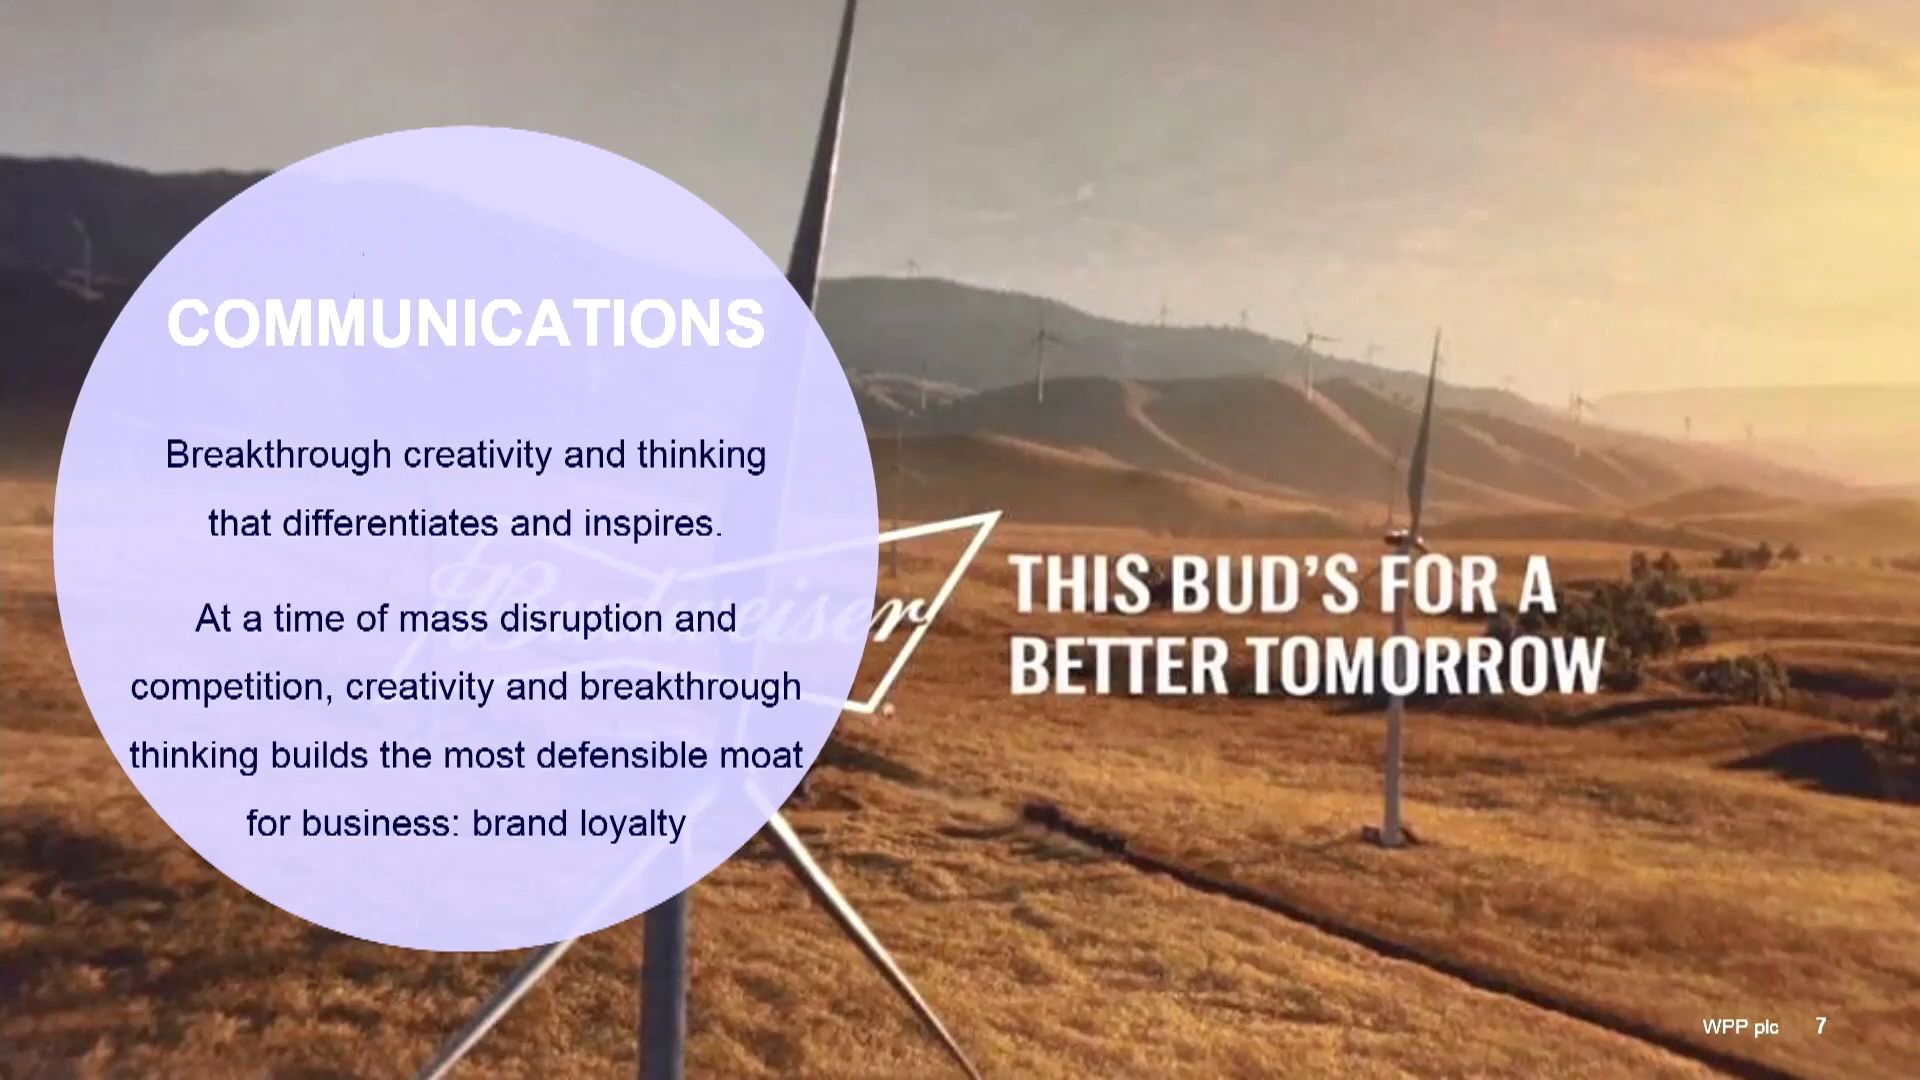 COMMUNICATIONS
Breakthrough creativity and thinking
that differentiates and inspires.
At a time of mass disruption and
competition, creativity and breakthrough
thinking builds the most defensible moat
for business: brand loyalty
Budweiser
THIS BUD'S FOR A
BETTER TOMORROW
WPP plc 7